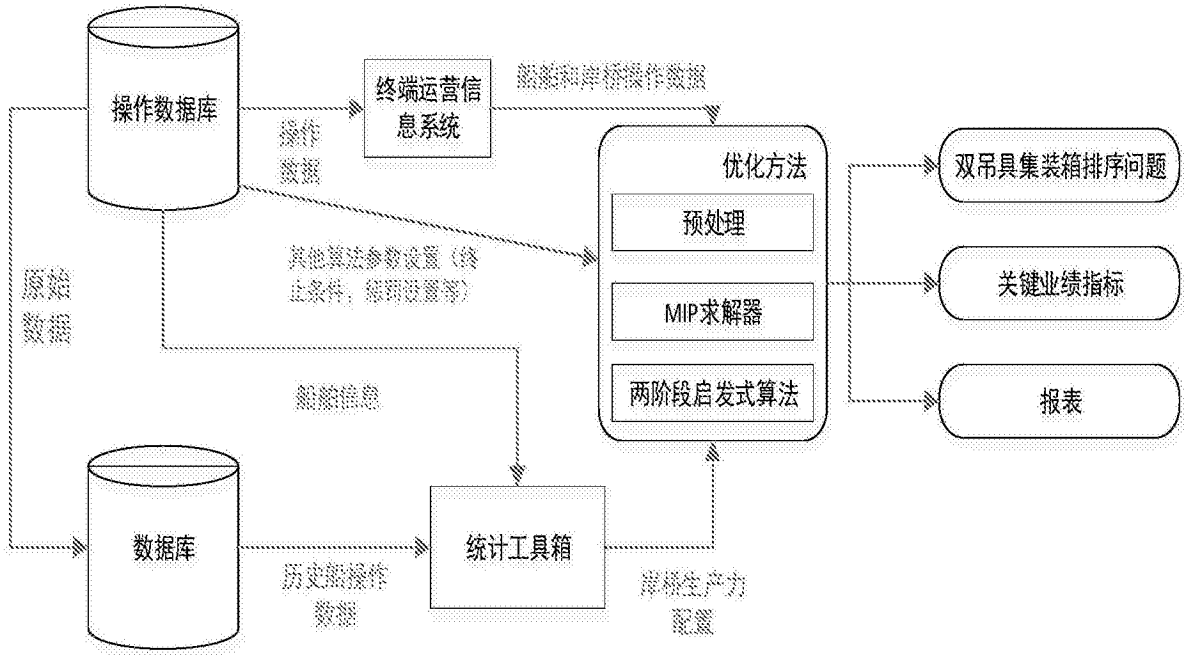 操作数据库
终端运营信
息系统
船舶和岸桥操作数据
操作
数据
优化方法
预处理
MIP求解器
两阶段启发式算法
双吊具集装箱排序问题
关键业绩指标
报表
其他算法参数设置（终
止条件，惩罚设置等）
原始
数据
船舶信息
数据库
历史船操作
数据
统计工具箱
岸桥生产力
配置